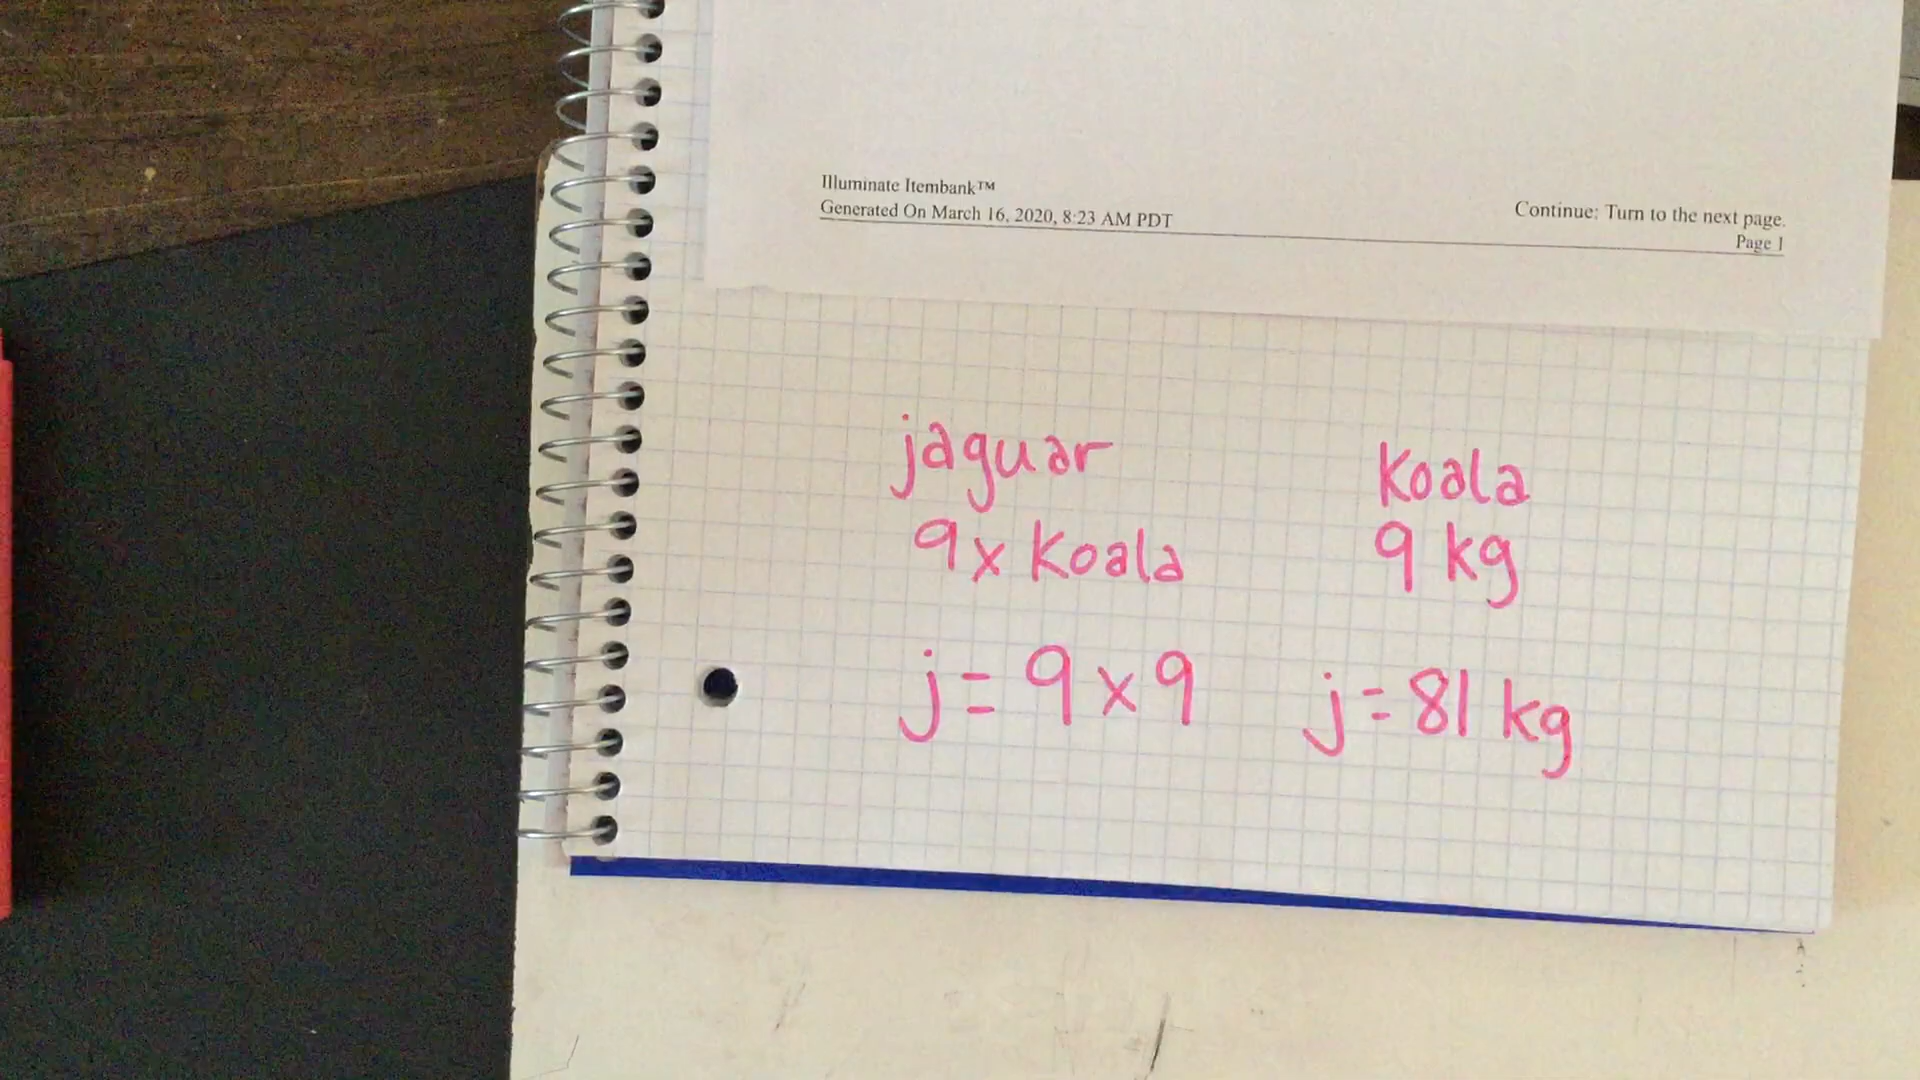 Illuminate Itembank™
Generated On March 16, 2020, 8:23 AM PDT
Continue: Turn to the next page.
Page 1
jaguar
Koala
9x Koala
9 kg
j = 9 x 9
j = 81 kg